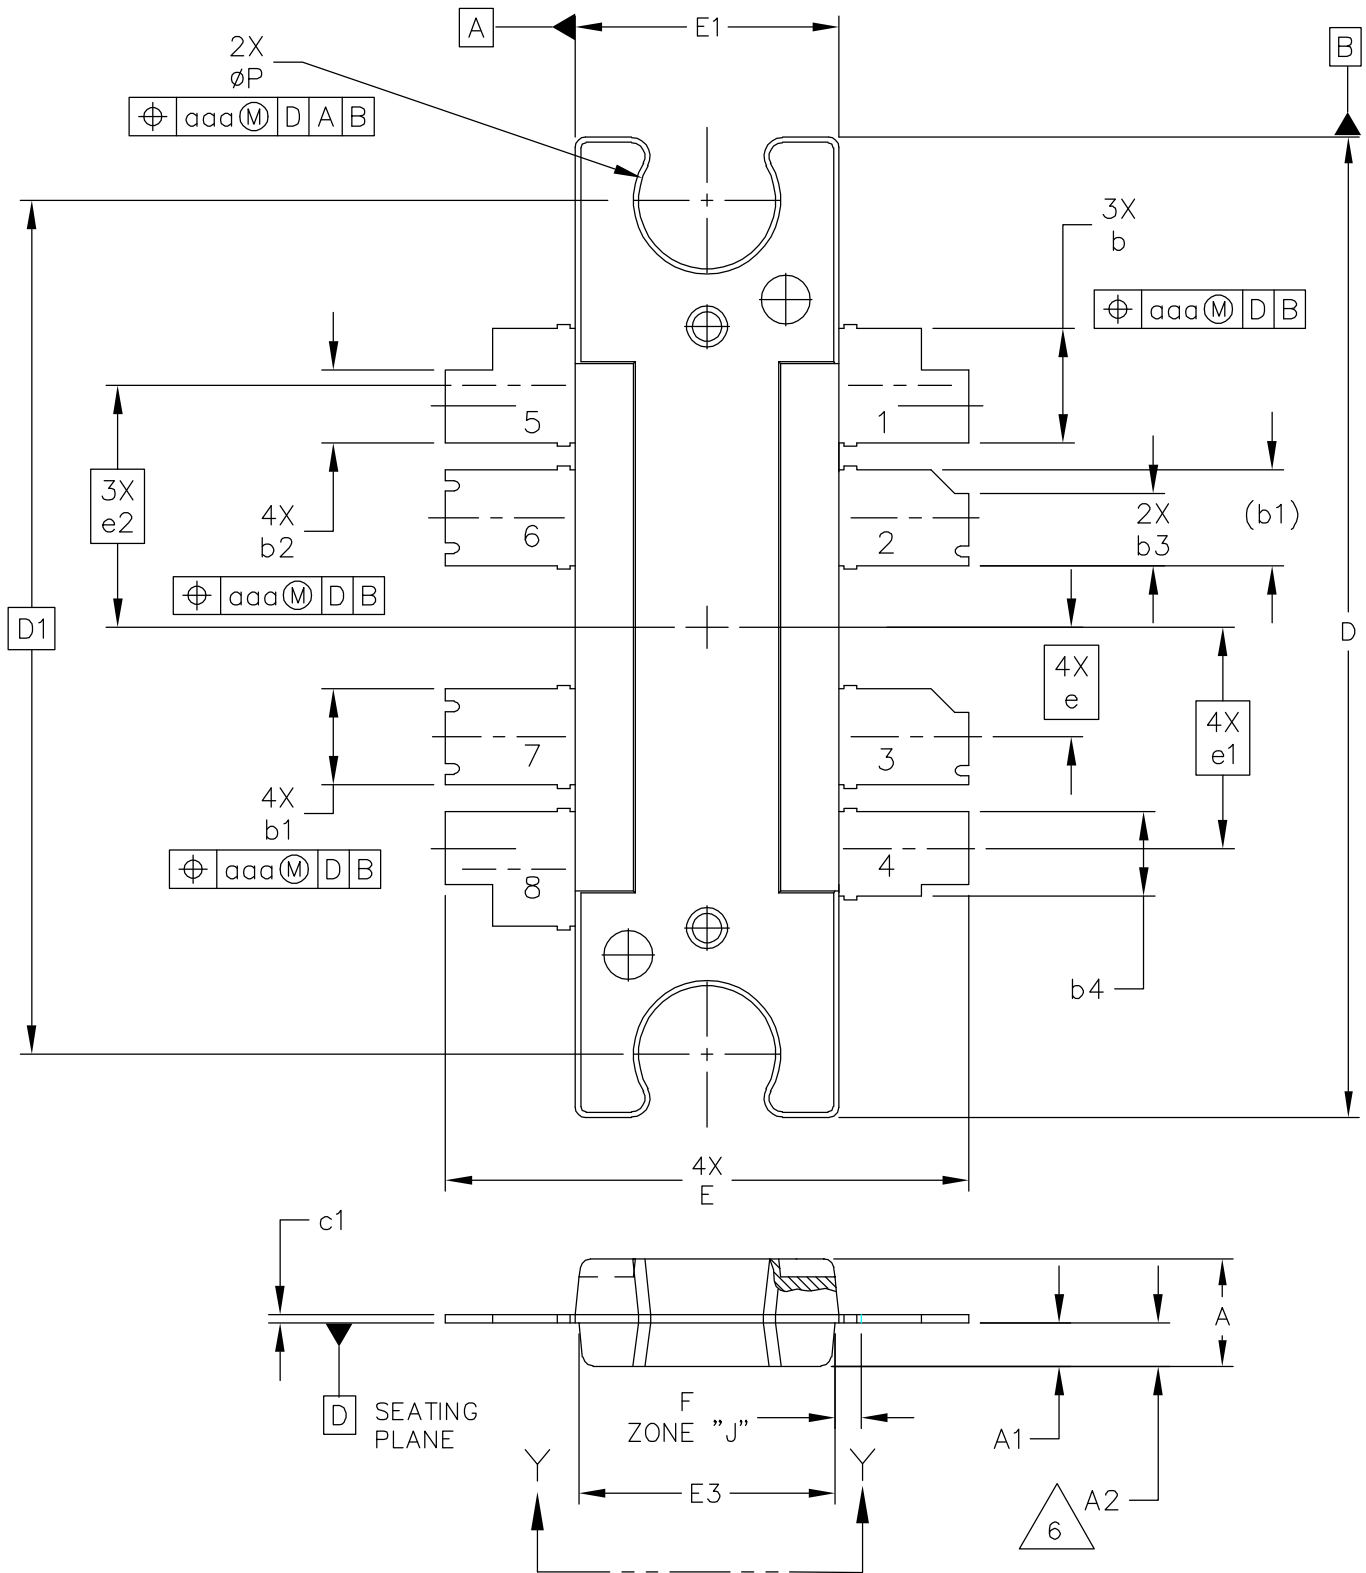 A
E1
B
2X
øP
⌖ aaa Ⓜ D A B
3X
b
⌖ aaa Ⓜ D B
5
1
3X
e2
4X
b2
6
2
2X
b3
(b1)
⌖ aaa Ⓜ D B
D1
D
4X
e
4X
e1
7
3
4X
b1
⌖ aaa Ⓜ D B
8
4
b4
4X
E
c1
A
D
SEATING
PLANE
F
ZONE "J"
A1
Y
Y
E3
A2
6